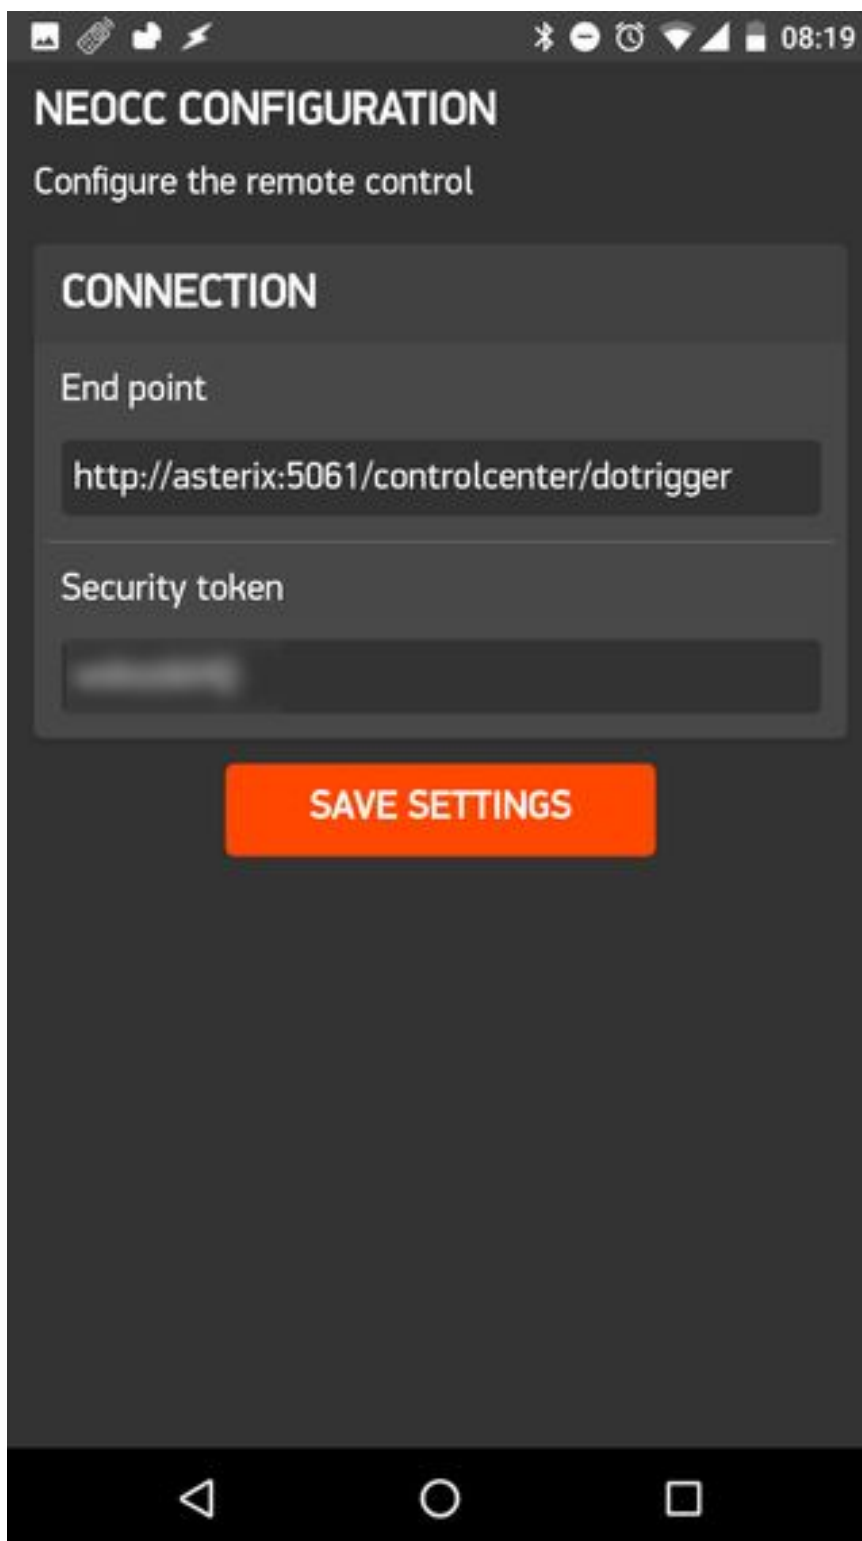 08:19
NEOCC CONFIGURATION
Configure the remote control
CONNECTION
End point
http://asterix:5061/controlcenter/dotrigger
Security token
SAVE SETTINGS